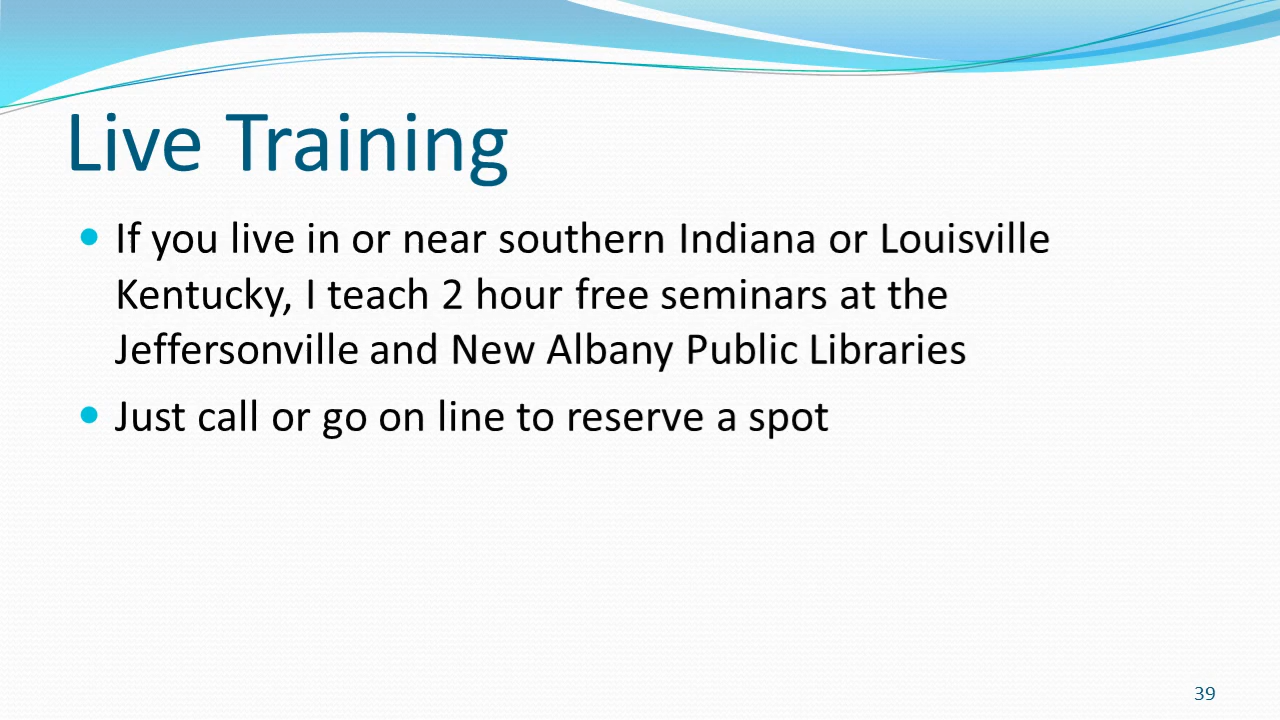 Live Training
• If you live in or near southern Indiana or Louisville
Kentucky, I teach 2 hour free seminars at the
Jeffersonville and New Albany Public Libraries
• Just call or go on line to reserve a spot
39